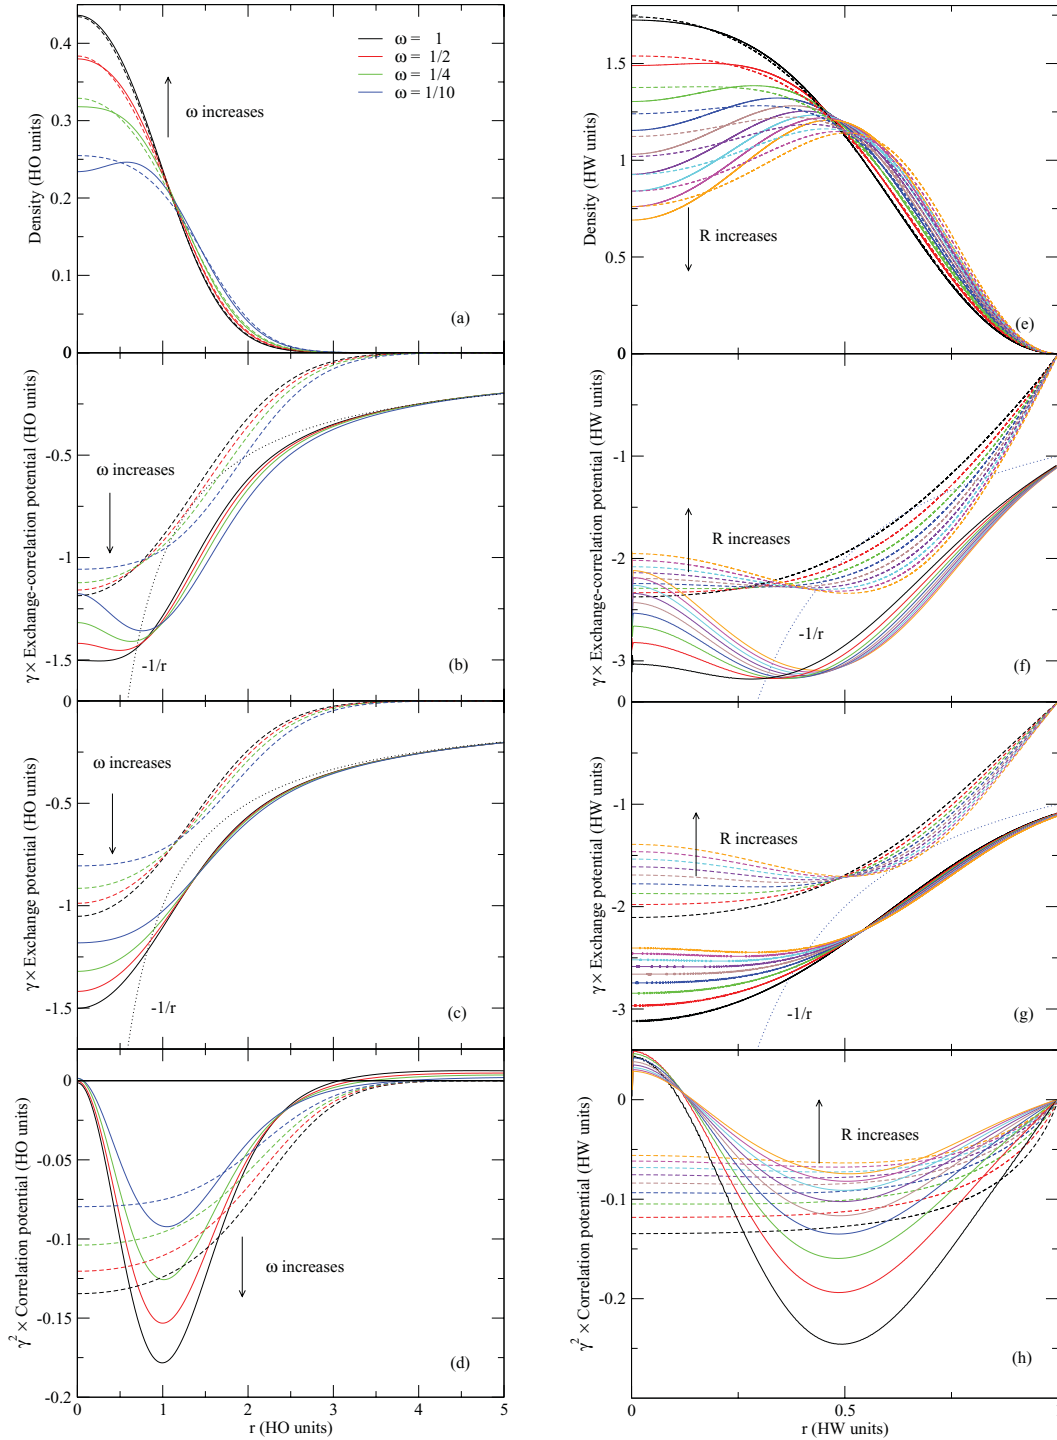 Density (HO units)
0.4
0.3
0.2
0.1
0
ω = 1
ω = 1/2
ω = 1/4
ω = 1/10
ω increases
(a)
γ× Exchange-correlation potential (HO units)
-0.5
-1
-1.5
0
ω increases
-1/r
(b)
γ× Exchange potential (HO units)
-0.5
-1
-1.5
ω increases
-1/r
(c)
γ² × Correlation potential (HO units)
0
-0.05
-0.1
-0.15
-0.2
ω increases
(d)
0 1 2 3 4 5
r (HO units)
Density (HW units)
1.5
1
0.5
0
R increases
(e)
γ× Exchange-correlation potential (HW units)
-1
-2
-3
0
R increases
-1/r
(f)
γ× Exchange potential (HW units)
-1
-2
-3
R increases
-1/r
(g)
γ² × Correlation potential (HW units)
0
-0.1
-0.2
R increases
(h)
0 0.5 1
r (HW units)